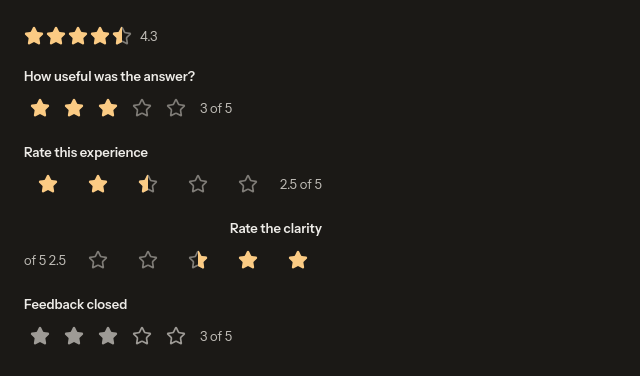 4.3
How useful was the answer?
3 of 5
Rate this experience
2.5 of 5
Rate the clarity
of 5 2.5
Feedback closed
3 of 5